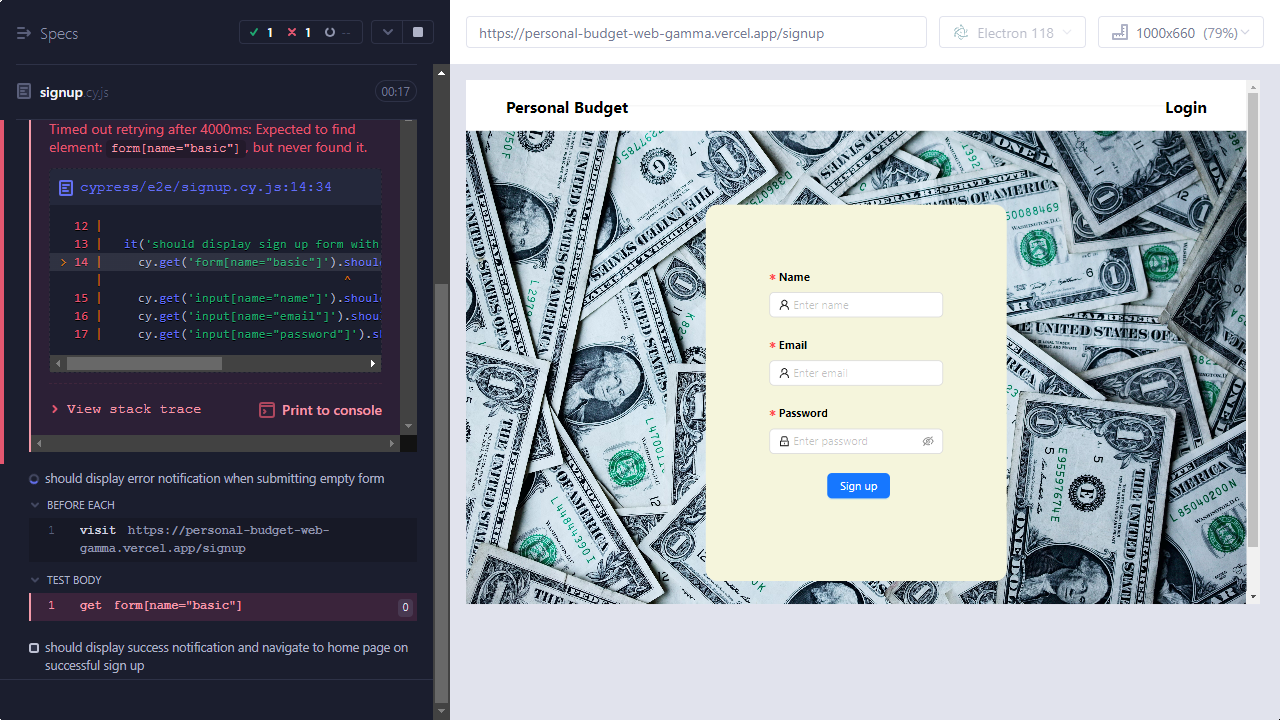 Specs
1 1 --
signup.cy.js 00:17
Timed out retrying after 4000ms: Expected to find
element: form[name="basic"] , but never found it.
cypress/e2e/signup.cy.js:14:34
12 |
13 | it('should display sign up form with
> 14 | cy.get('form[name="basic"]').should
| ^
15 | cy.get('input[name="name"]').should
16 | cy.get('input[name="email"]').shou
17 | cy.get('input[name="password"]').s
View stack trace
Print to console
should display error notification when submitting empty form
BEFORE EACH
1 visit https://personal-budget-web-
gamma.vercel.app/signup
TEST BODY
1 get form[name="basic"] 0
should display success notification and navigate to home page on
successful sign up
https://personal-budget-web-gamma.vercel.app/signup
Electron 118
1000x660 (79%)
Personal Budget
Login
* Name
Enter name
* Email
Enter email
* Password
Enter password
Sign up